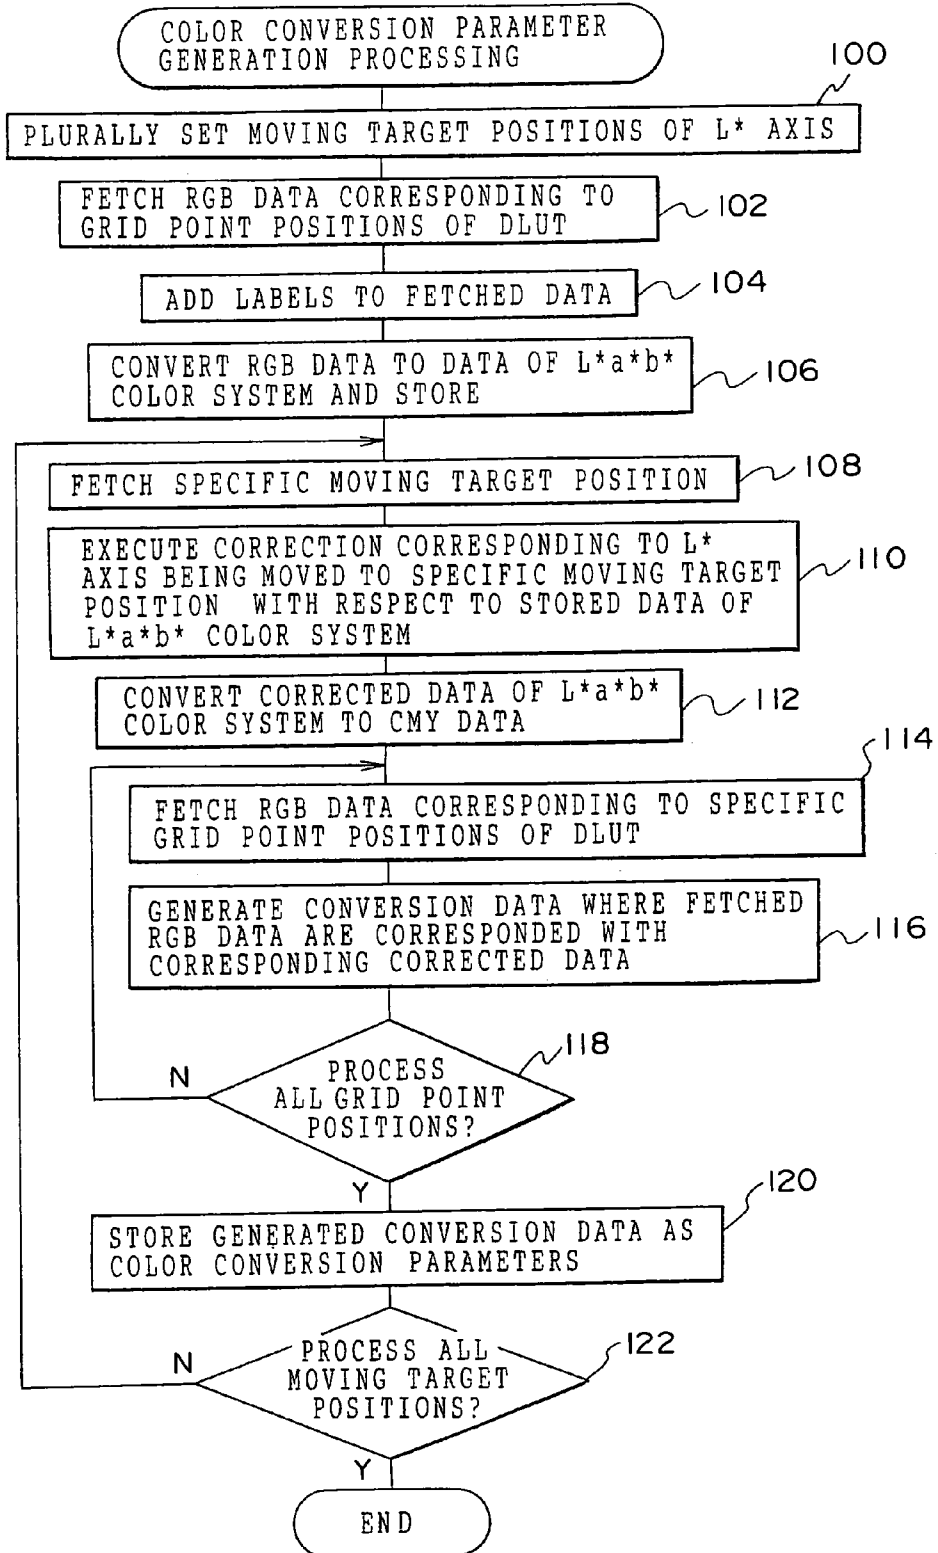 COLOR CONVERSION PARAMETER
GENERATION PROCESSING
100
PLURALLY SET MOVING TARGET POSITIONS OF L* AXIS
FETCH RGB DATA CORRESPONDING TO
GRID POINT POSITIONS OF DLUT
102
ADD LABELS TO FETCHED DATA
104
CONVERT RGB DATA TO DATA OF L*a*b*
COLOR SYSTEM AND STORE
106
FETCH SPECIFIC MOVING TARGET POSITION
108
EXECUTE CORRECTION CORRESPONDING TO L*
AXIS BEING MOVED TO SPECIFIC MOVING TARGET
POSITION WITH RESPECT TO STORED DATA OF
L*a*b* COLOR SYSTEM
110
CONVERT CORRECTED DATA OF L*a*b*
COLOR SYSTEM TO CMY DATA
112
114
FETCH RGB DATA CORRESPONDING TO SPECIFIC
GRID POINT POSITIONS OF DLUT
GENERATE CONVERSION DATA WHERE FETCHED
RGB DATA ARE CORRESPONDED WITH
CORRESPONDING CORRECTED DATA
116
118
PROCESS
ALL GRID POINT
POSITIONS?
N
Y
120
STORE GENERATED CONVERSION DATA AS
COLOR CONVERSION PARAMETERS
122
PROCESS ALL
MOVING TARGET
POSITIONS?
N
Y
END